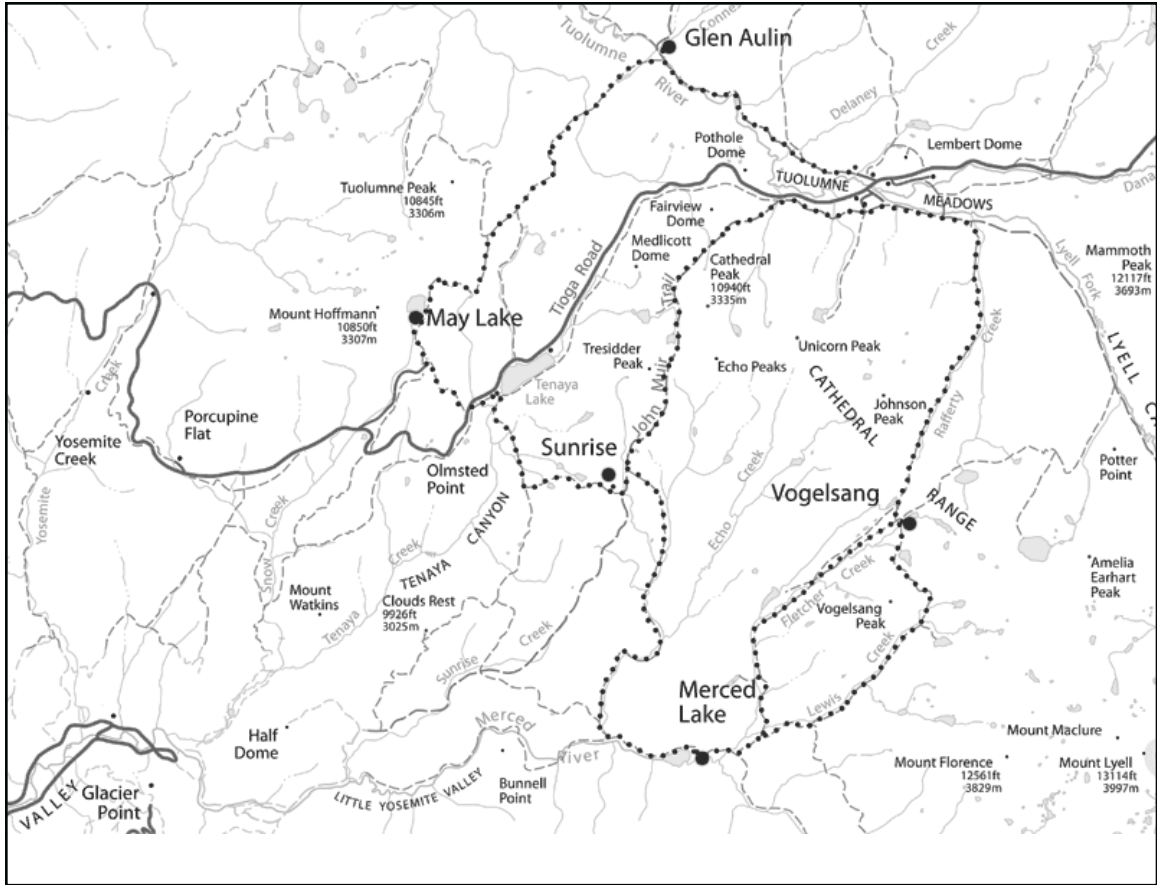 Tuolumne
Connes
Creek
Glen Aulin
River
Delaney
Pothole
Dome
Lembert Dome
Tuolumne Peak
10845ft
3306m
TUOLUMNE
MEADOWS
Dana
Fairview
Dome
Medlicott
Dome
Cathedral
Peak
10940ft
3335m
Lyell
Fork
Mammoth
Peak
12117ft
3693m
Tioga Road
Trail
Mount Hoffmann
10850ft
3307m
May Lake
Creek
Unicorn Peak
LYELL
CA
Tresidder
Peak
Echo Peaks
Muir
Tenaya
Lake
CATHEDRAL
Johnson
Peak
Rafferty
Creek
Porcupine
Flat
Yosemite
Creek
John
Sunrise
Olmsted
Point
Potter
Point
Vogelsang
RANGE
Yosemite
Creek
Snow
Creek
CANYON
TENAYA
Echo
Creek
Mount
Watkins
Tenaya
Clouds Rest
9926ft
3025m
Fletcher
Creek
Amelia
Earhart
Peak
Vogelsang
Peak
Creek
Sunrise
Creek
Lewis
Merced
Lake
Half
Dome
Merced
River
Mount Maclure
Mount Florence
12561ft
3829m
Mount Lyell
13114ft
3997m
Bunnell
Point
LITTLE YOSEMITE VALLEY
Glacier
Point
VALLEY